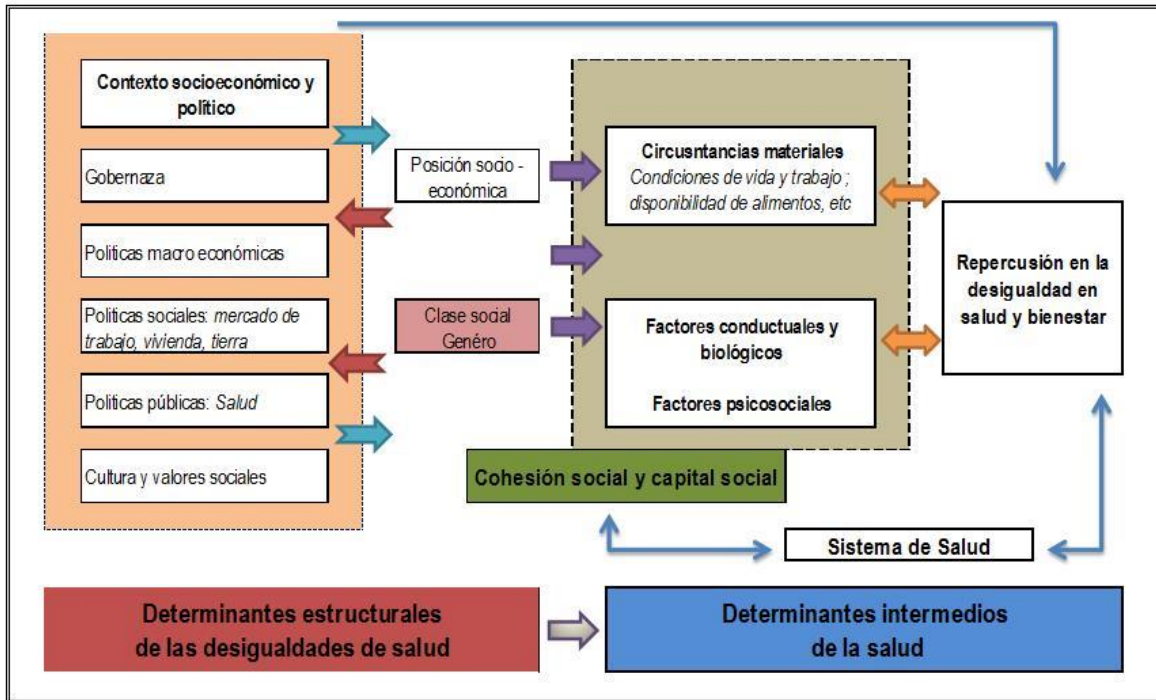 Contexto socioeconómico y
político
Gobernaza
Politicas macro económicas
Politicas sociales: mercado de
trabajo, vivienda, tierra
Politicas públicas: Salud
Cultura y valores sociales
Posición socio -
económica
Clase social
Genéro
Circusntancias materiales
Condiciones de vida y trabajo ;
disponibilidad de alimentos, etc
Factores conductuales y
biológicos
Factores psicosociales
Cohesión social y capital social
Repercusión en la
desigualdad en
salud y bienestar
Sistema de Salud
Determinantes estructurales
de las desigualdades de salud
Determinantes intermedios
de la salud